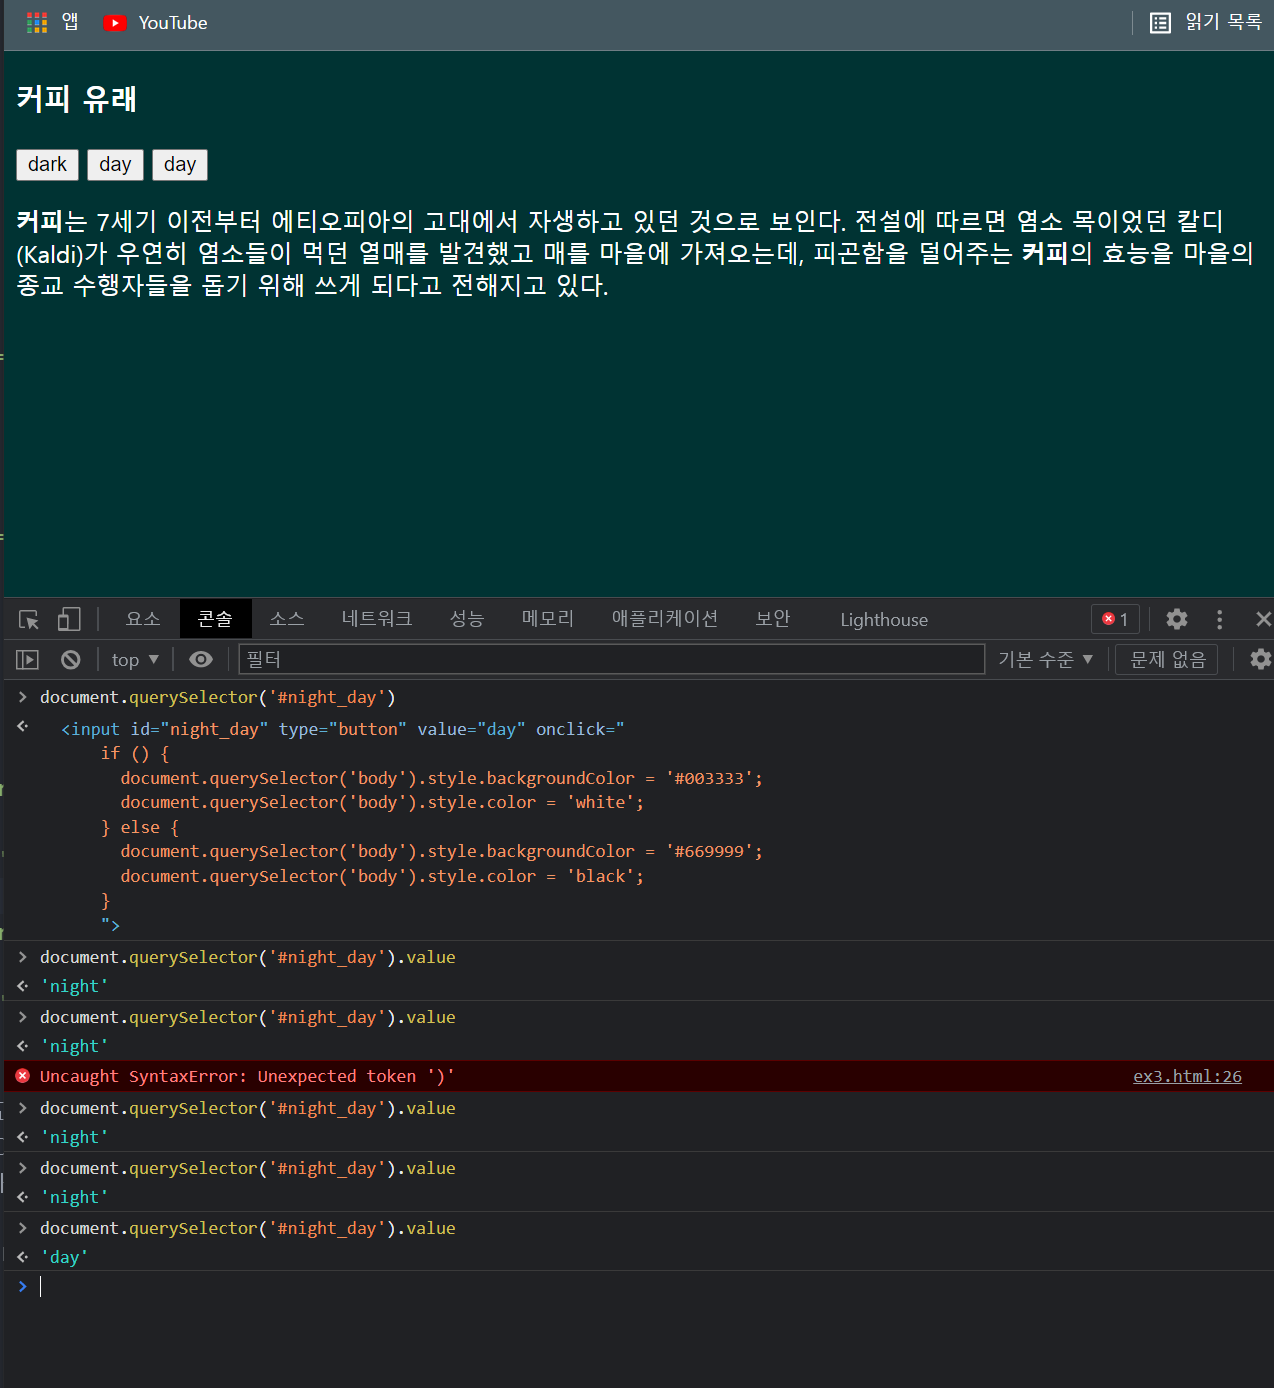 앱 YouTube 읽기 목록
커피 유래
dark day day
커피는 7세기 이전부터 에티오피아의 고대에서 자생하고 있던 것으로 보인다. 전설에 따르면 염소 목이었던 칼디
(Kaldi)가 우연히 염소들이 먹던 열매를 발견했고 매를 마을에 가져오는데, 피곤함을 덜어주는 커피의 효능을 마을의
종교 수행자들을 돕기 위해 쓰게 되다고 전해지고 있다.
요소 콘솔 소스 네트워크 성능 메모리 애플리케이션 보안 Lighthouse 1
top 필터 기본 수준 문제 없음
document.querySelector('#night_day')
<input id="night_day" type="button" value="day" onclick="
if () {
document.querySelector('body').style.backgroundColor = '#003333';
document.querySelector('body').style.color = 'white';
} else {
document.querySelector('body').style.backgroundColor = '#669999';
document.querySelector('body').style.color = 'black';
}
">
document.querySelector('#night_day').value
'night'
document.querySelector('#night_day').value
'night'
Uncaught SyntaxError: Unexpected token ')' ex3.html:26
document.querySelector('#night_day').value
'night'
document.querySelector('#night_day').value
'night'
document.querySelector('#night_day').value
'day'